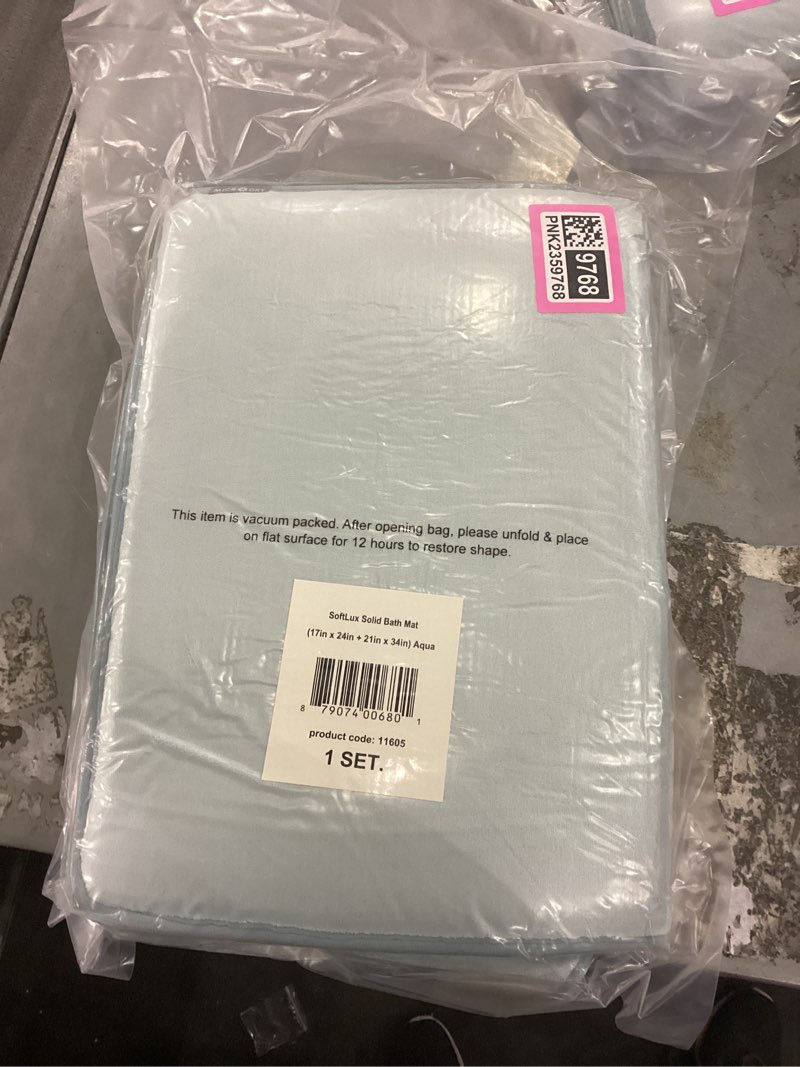 9768
PNK2359768
This item is vacuum packed. After opening bag, please unfold & place
on flat surface for 12 hours to restore shape.
SoftLux Solid Bath Mat
(17in x 24in + 21in x 34in) Aqua
8 79074 00680 1
product code: 11605
1 SET.